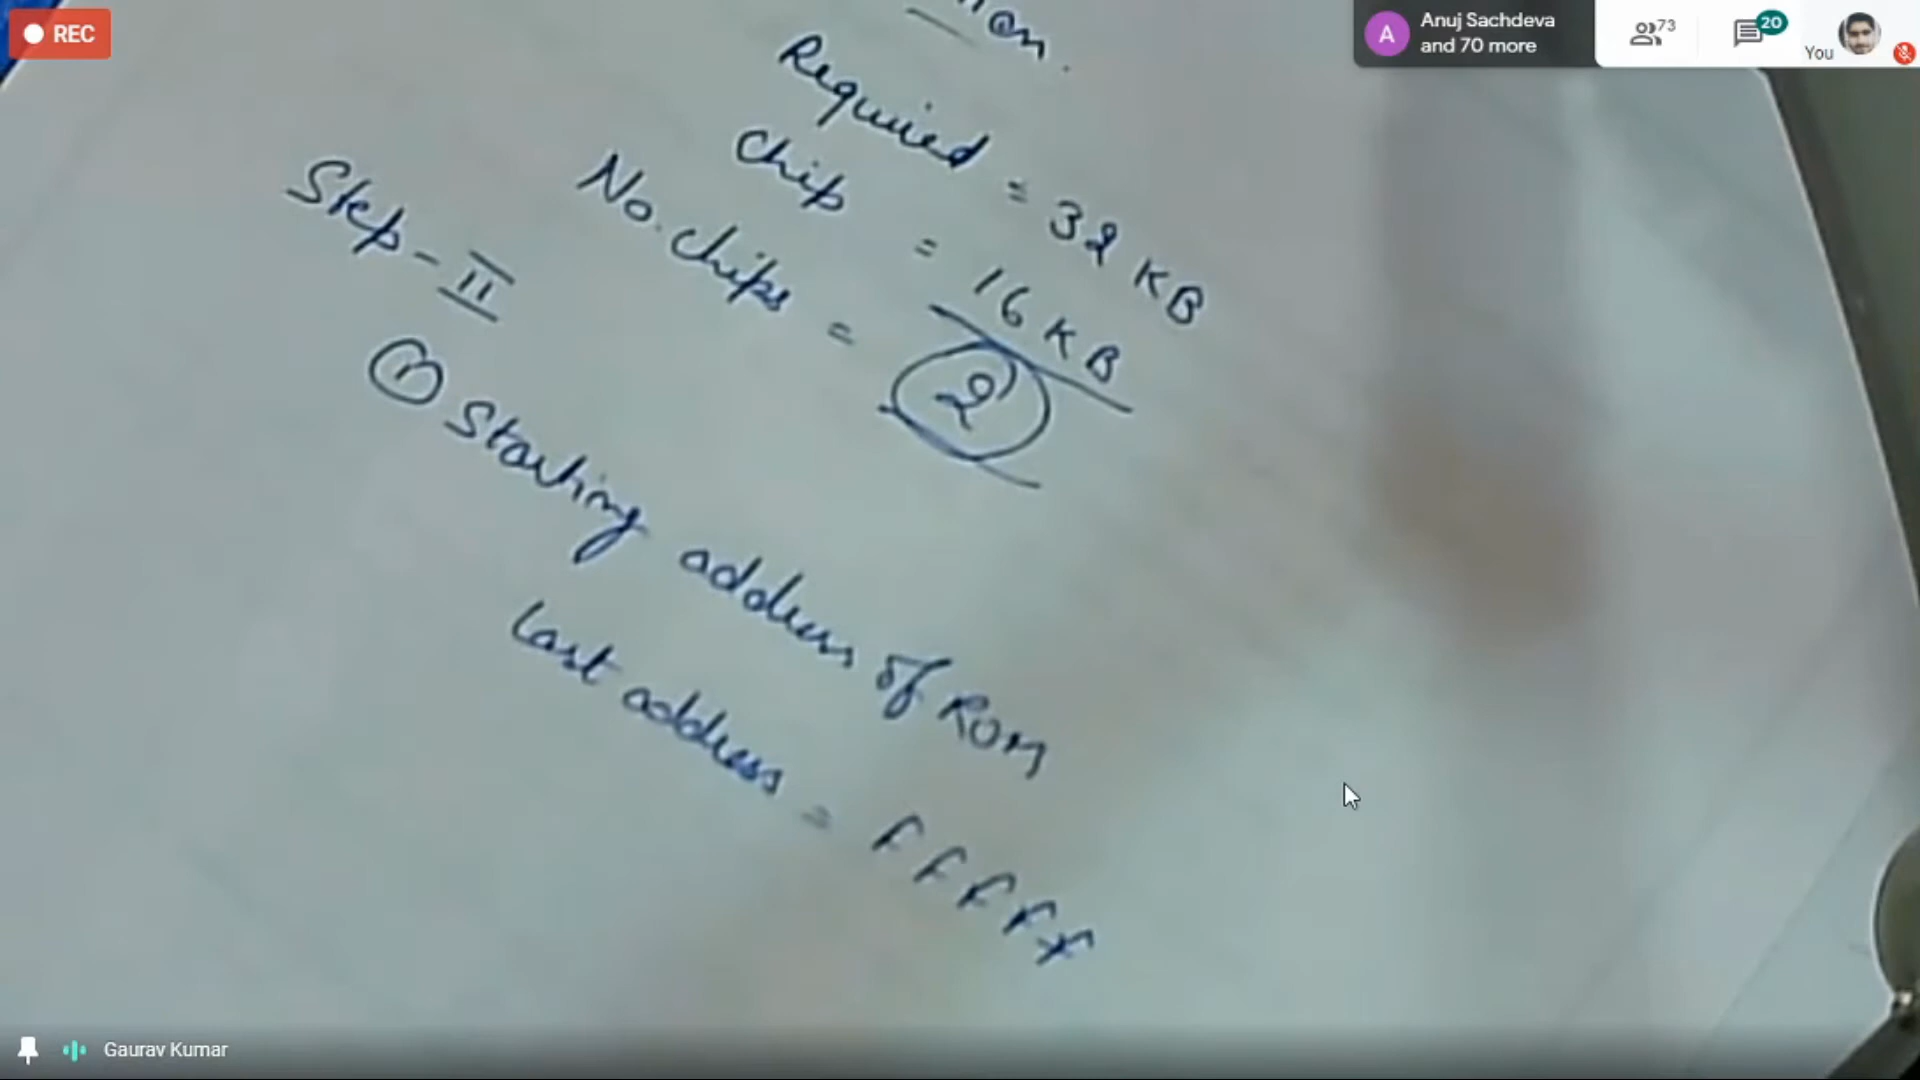 REC
Anuj Sachdeva
and 70 more
73
20
You
Required = 32 KB
Chip = 16 KB
No. chips = 2
Step - II
① Starting address of ROM
Last address = FFFFF
Gaurav Kumar